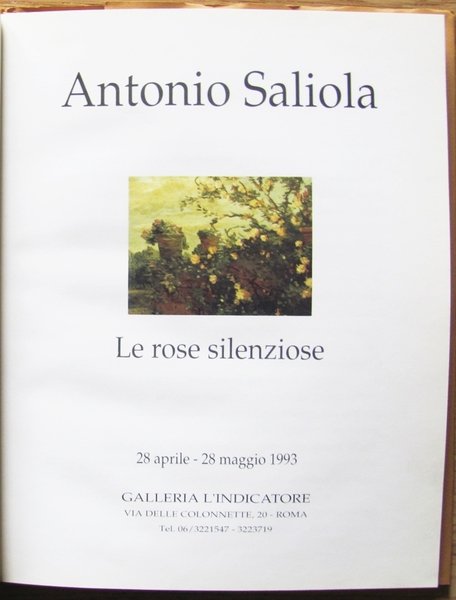 Antonio Saliola
Le rose silenziose
28 aprile - 28 maggio 1993
GALLERIA L'INDICATORE
VIA DELLE COLONNETTE, 20 - ROMA
Tel. 06/3221547 - 3223719